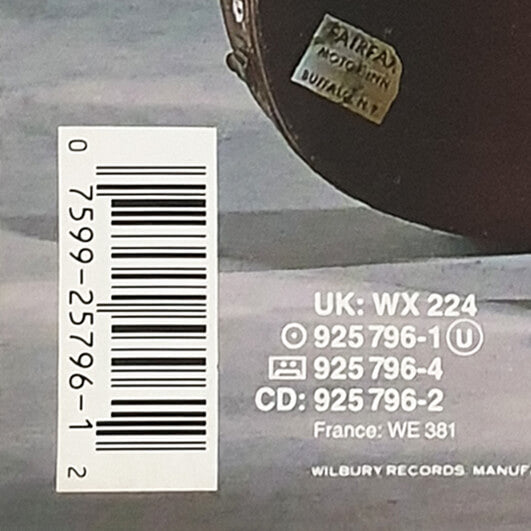 FAIRFAX
MOTOR INN
BUFFALO, N.Y.
0 7599-25796-1 2
UK: WX 224
925 796-1 U
925 796-4
CD: 925 796-2
France: WE 381
WILBURY RECORDS. MANUF